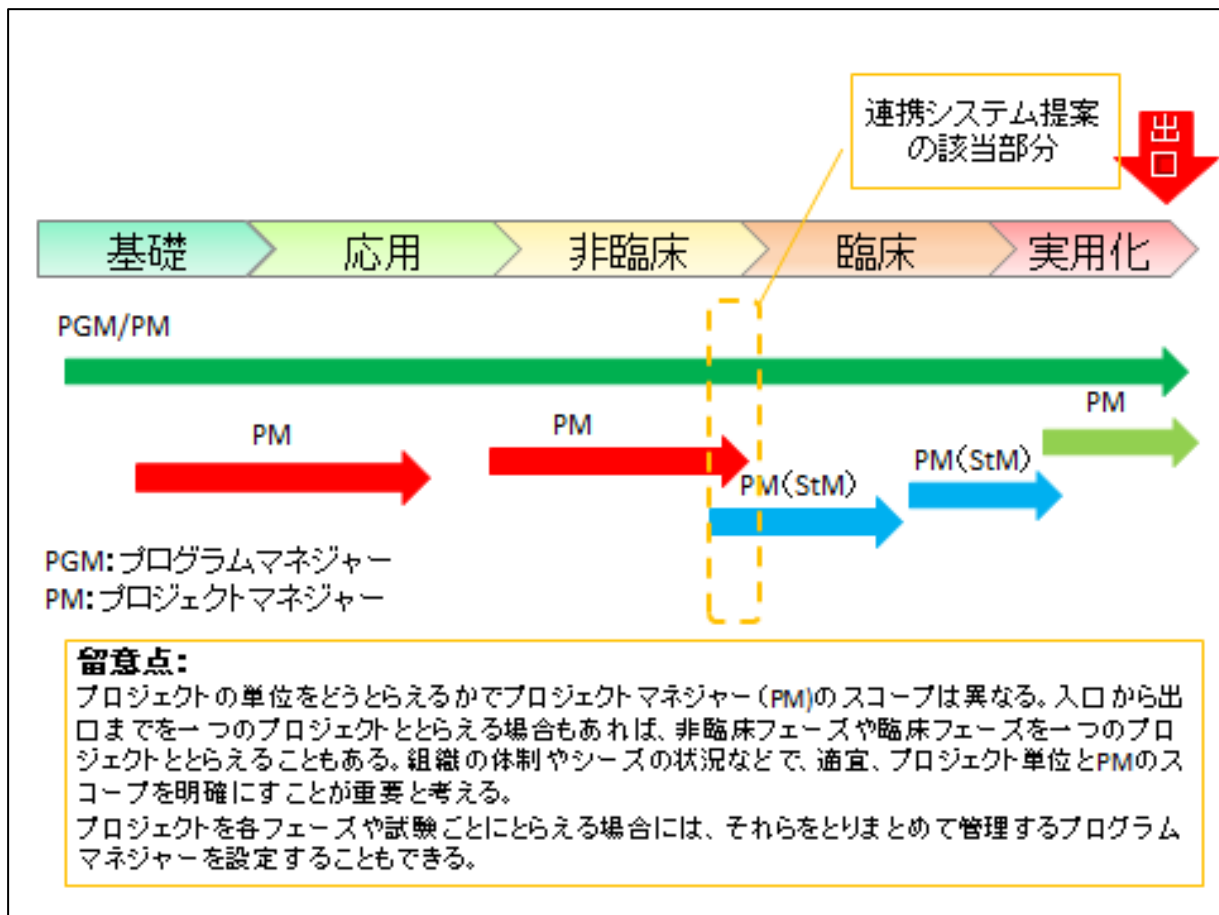 連携システム提案
の該当部分
出口
基礎
応用
非臨床
臨床
実用化
PGM/PM
PM
PM
PM
PM(StM)
PM(StM)
PGM:プログラムマネジャー
PM:プロジェクトマネジャー
留意点:
プロジェクトの単位をどうとらえるかでプロジェクトマネジャー(PM)のスコープは異なる。入口から出
口までを一つのプロジェクトととらえる場合もあれば、非臨床フェーズや臨床フェーズを一つのプロ
ジェクトととらえることもある。組織の体制やシーズの状況などで、適宜、プロジェクト単位とPMのス
コープを明確にすことが重要と考える。
プロジェクトを各フェーズや試験ごとにとらえる場合には、それらをとりまとめて管理するプログラム
マネジャーを設定することもできる。